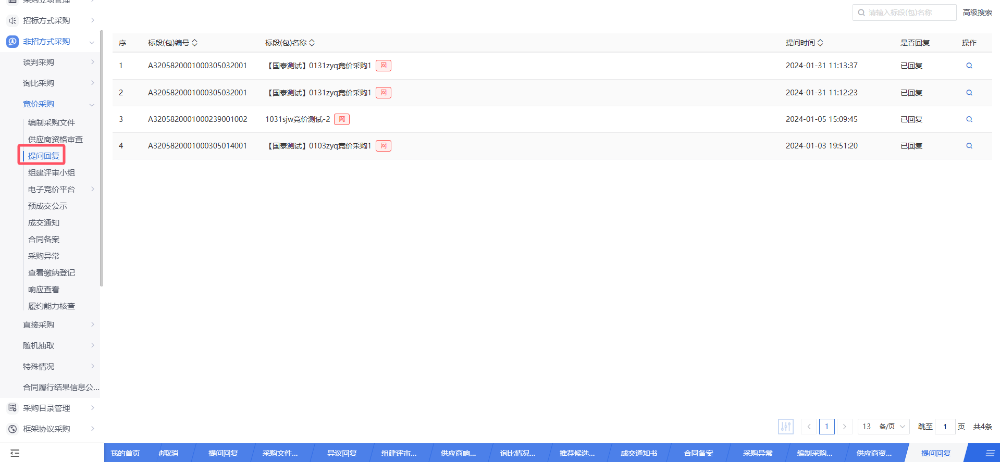 采购立项管理
招标方式采购
非招方式采购
谈判采购
询比采购
竞价采购
编制采购文件
供应商资格审查
提问回复
组建评审小组
电子竞价平台
预成交公示
成交通知
合同备案
采购异常
查看缴纳登记
响应查看
履约能力核查
直接采购
随机抽取
特殊情况
合同履行结果信息公...
采购目录管理
框架协议采购
请输入标段(包)名称 高级搜索
序 标段(包)编号 标段(包)名称 提问时间 是否回复 操作
1 A3205820001000305032001 【国泰测试】0131zyq竞价采购1 网 2024-01-31 11:13:37 已回复
2 A3205820001000305032001 【国泰测试】0131zyq竞价采购1 网 2024-01-31 11:12:23 已回复
3 A3205820001000239001002 1031sjw竞价测试-2 网 2024-01-05 15:09:45 已回复
4 A3205820001000305014001 【国泰测试】0103zyq竞价采购1 网 2024-01-03 19:51:20 已回复
1 13 条/页 跳至 1 页 共4条
我的首页 取消 提问回复 采购文件... 异议回复 组建评审... 供应商响... 询比情况... 推荐候选... 成交通知书 合同备案 采购异常 编制采购... 供应商资... 提问回复